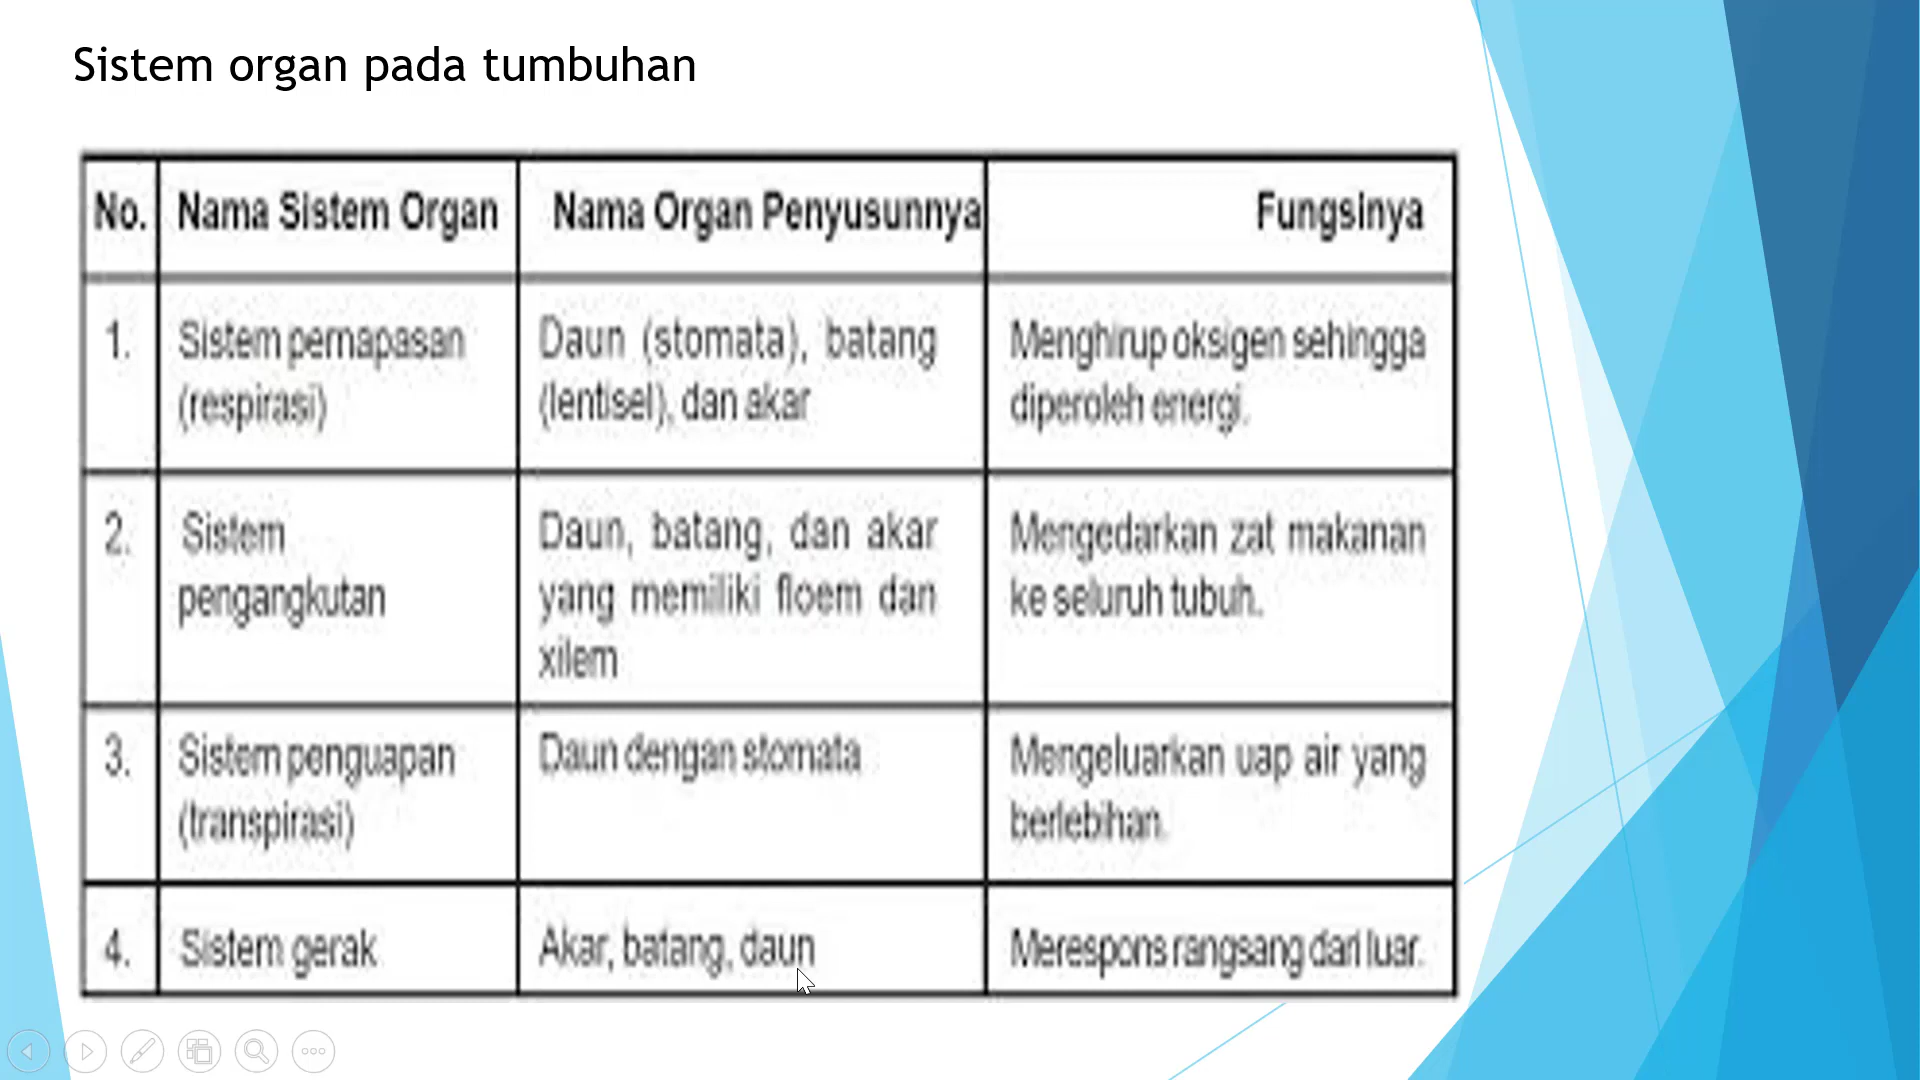 Sistem organ pada tumbuhan
No. Nama Sistem Organ Nama Organ Penyusunnya Fungsinya
1. Sistem pernapasan Daun (stomata), batang Menghirup oksigen sehingga
(respirasi) (lentisel), dan akar diperoleh energi.
2. Sistem Daun, batang, dan akar Mengedarkan zat makanan
pengangkutan yang memiliki floem dan ke seluruh tubuh.
xilem
3. Sistem penguapan Daun dengan stomata Mengeluarkan uap air yang
(transpirasi) berlebihan.
4. Sistem gerak Akar, batang, daun Merespons rangsang dari luar.